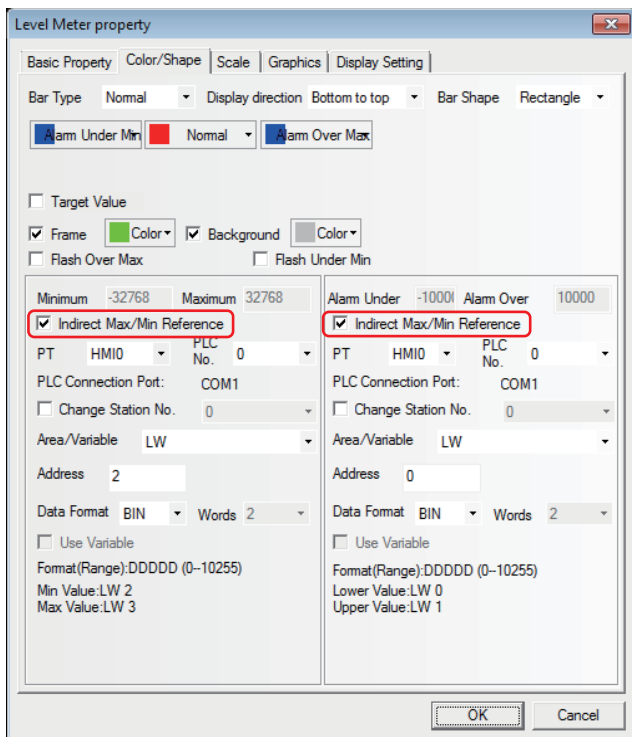 Level Meter property
Basic Property Color/Shape Scale Graphics Display Setting
Bar Type Normal Display direction Bottom to top Bar Shape Rectangle
Alarm Under Min Normal Alarm Over Max
Target Value
Frame Color Background Color
Flash Over Max Flash Under Min
Minimum -32768 Maximum 32768
Indirect Max/Min Reference
PT HMI0 PLC No. 0
PLC Connection Port: COM1
Change Station No. 0
Area/Variable LW
Address 2
Data Format BIN Words 2
Use Variable
Format(Range):DDDDD (0--10255)
Min Value:LW 2
Max Value:LW 3
Alarm Under -1000 Alarm Over 10000
Indirect Max/Min Reference
PT HMI0 PLC No. 0
PLC Connection Port: COM1
Change Station No. 0
Area/Variable LW
Address 0
Data Format BIN Words 2
Use Variable
Format(Range):DDDDD (0--10255)
Lower Value:LW 0
Upper Value:LW 1
OK Cancel